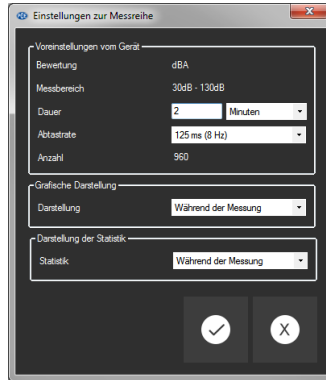 Einstellungen zur Messreihe
Voreinstellungen vom Gerät
Bewertung dBA
Messbereich 30dB - 130dB
Dauer 2 Minuten
Abtastrate 125 ms (8 Hz)
Anzahl 960
Grafische Darstellung
Darstellung Während der Messung
Darstellung der Statistik
Statistik Während der Messung